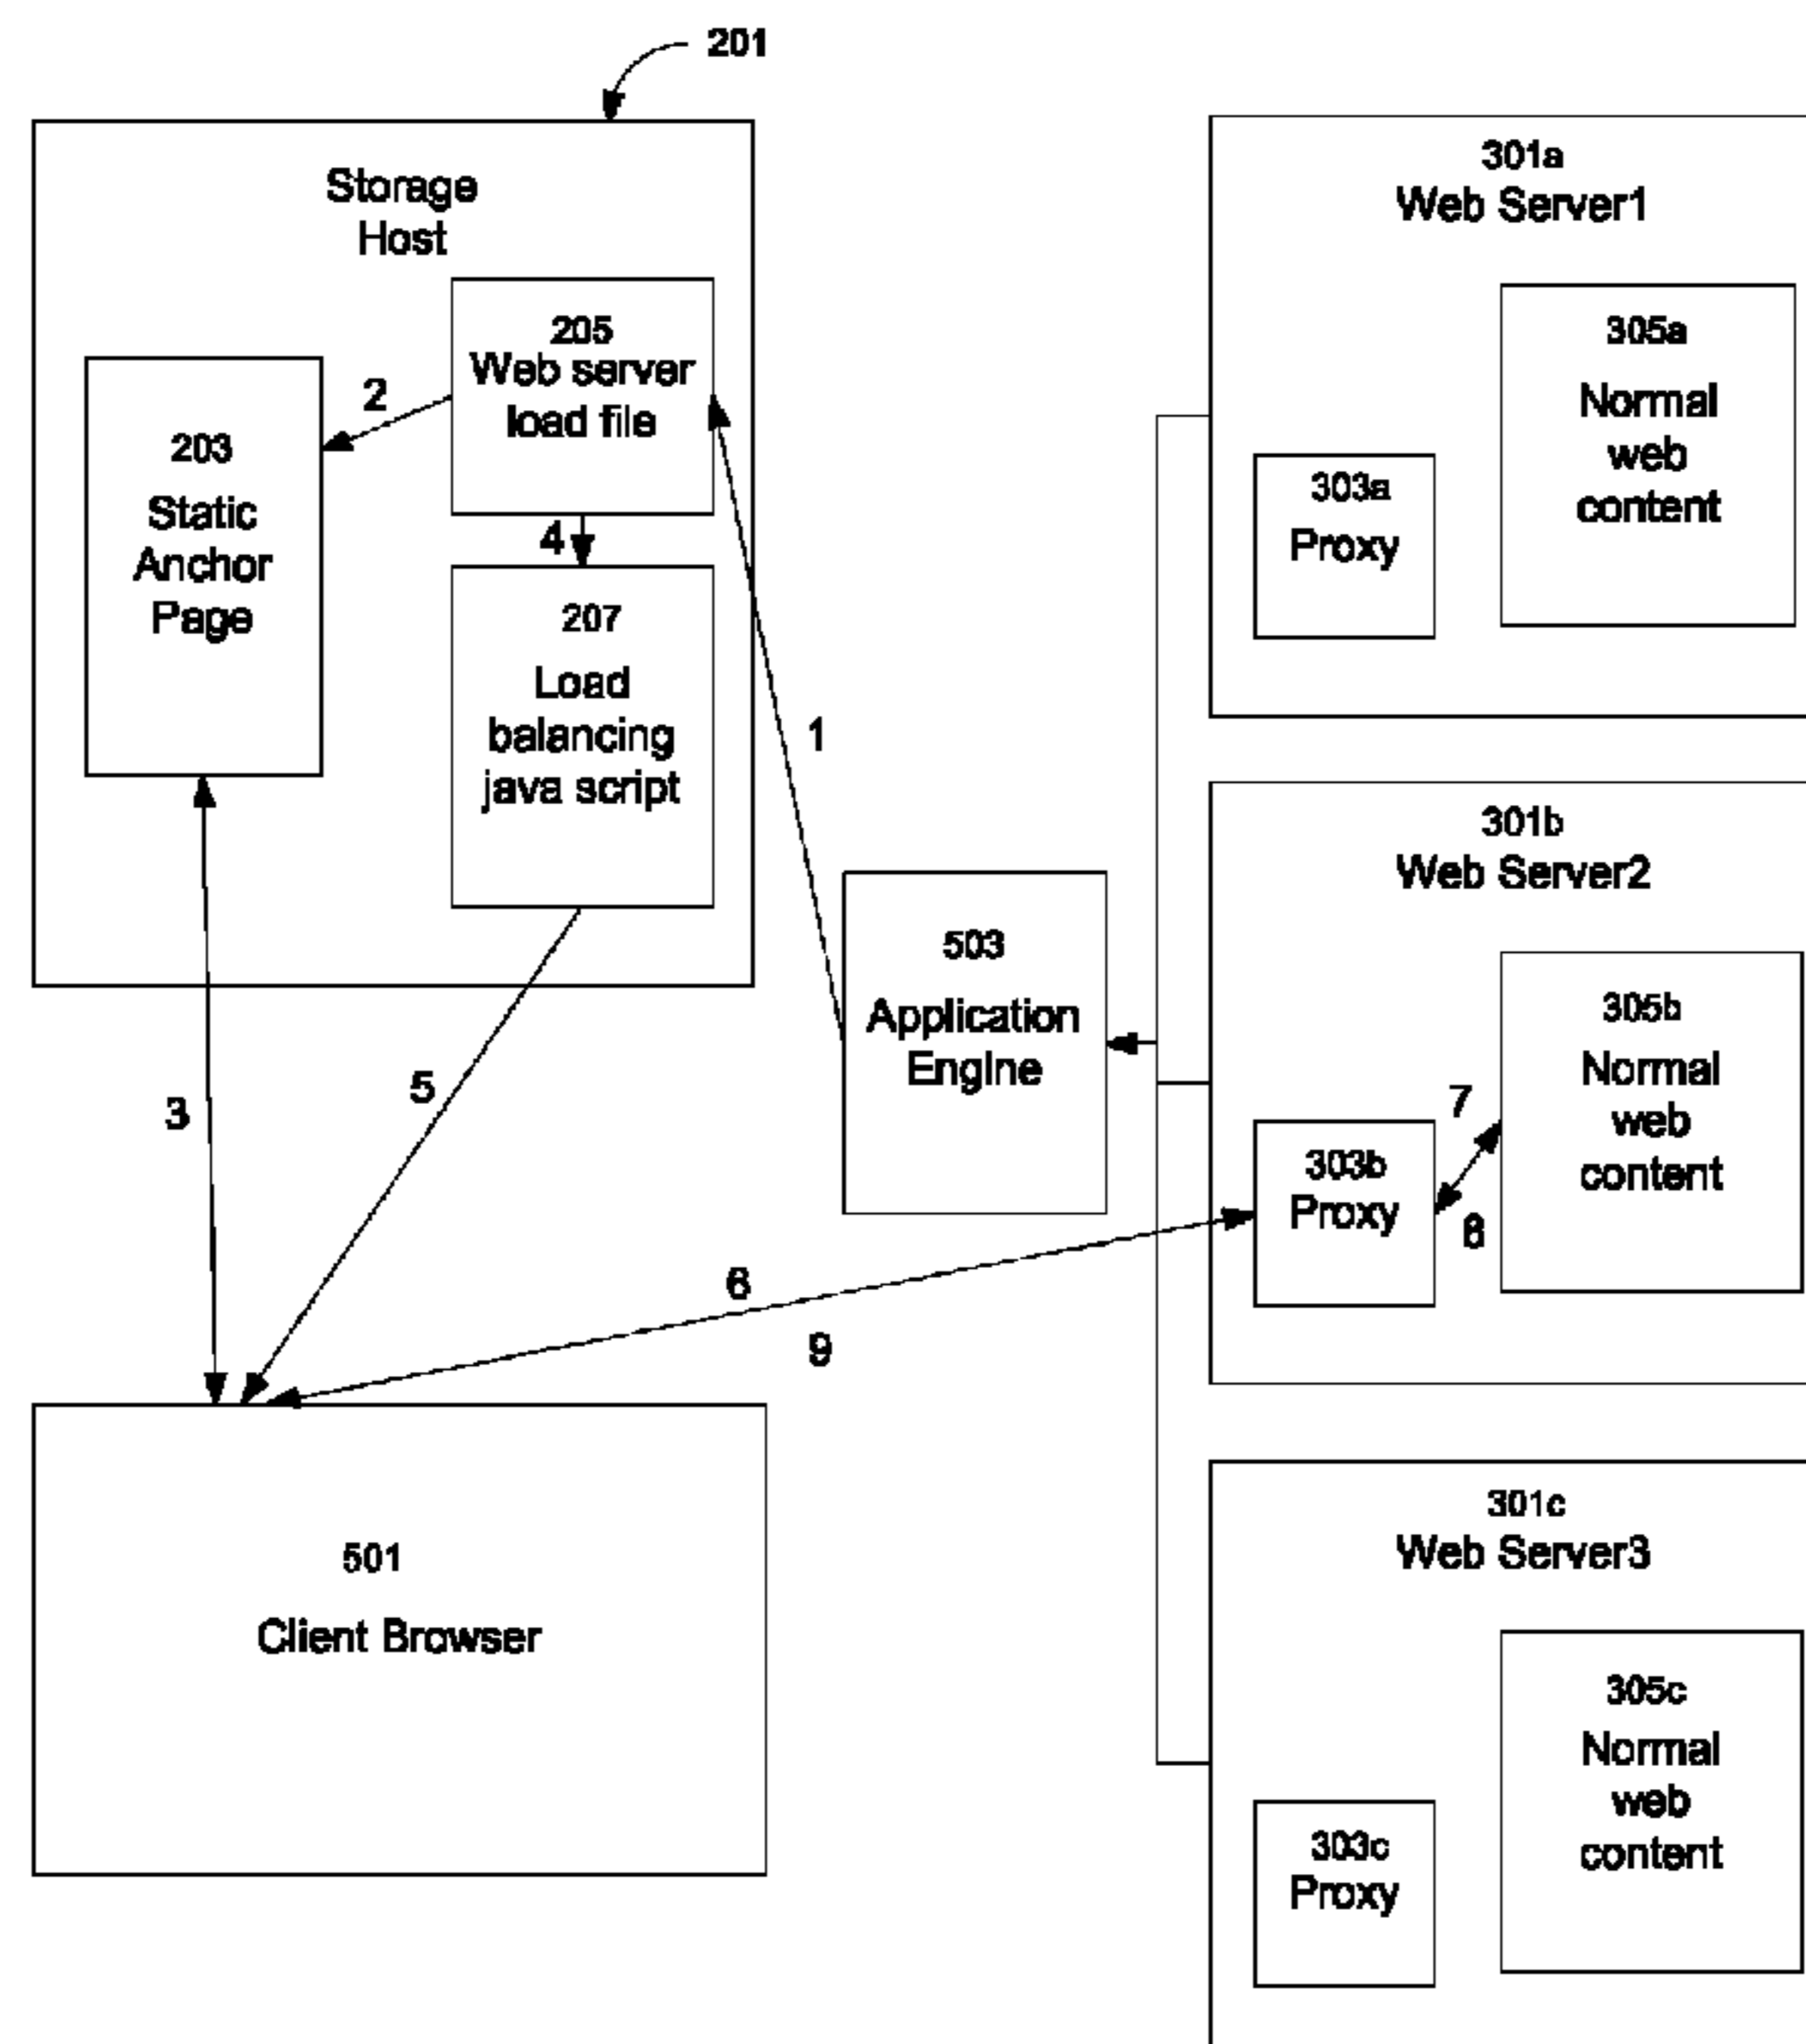 201
Storage
Host
205
Web server
load file
2
203
Static
Anchor
Page
4
207
Load
balancing
java script
1
3
5
503
Application
Engine
6
9
501
Client Browser
301a
Web Server1
305a
Normal
web
content
303a
Proxy
301b
Web Server2
305b
Normal
web
content
7
303b
Proxy
8
301c
Web Server3
305c
Normal
web
content
303c
Proxy